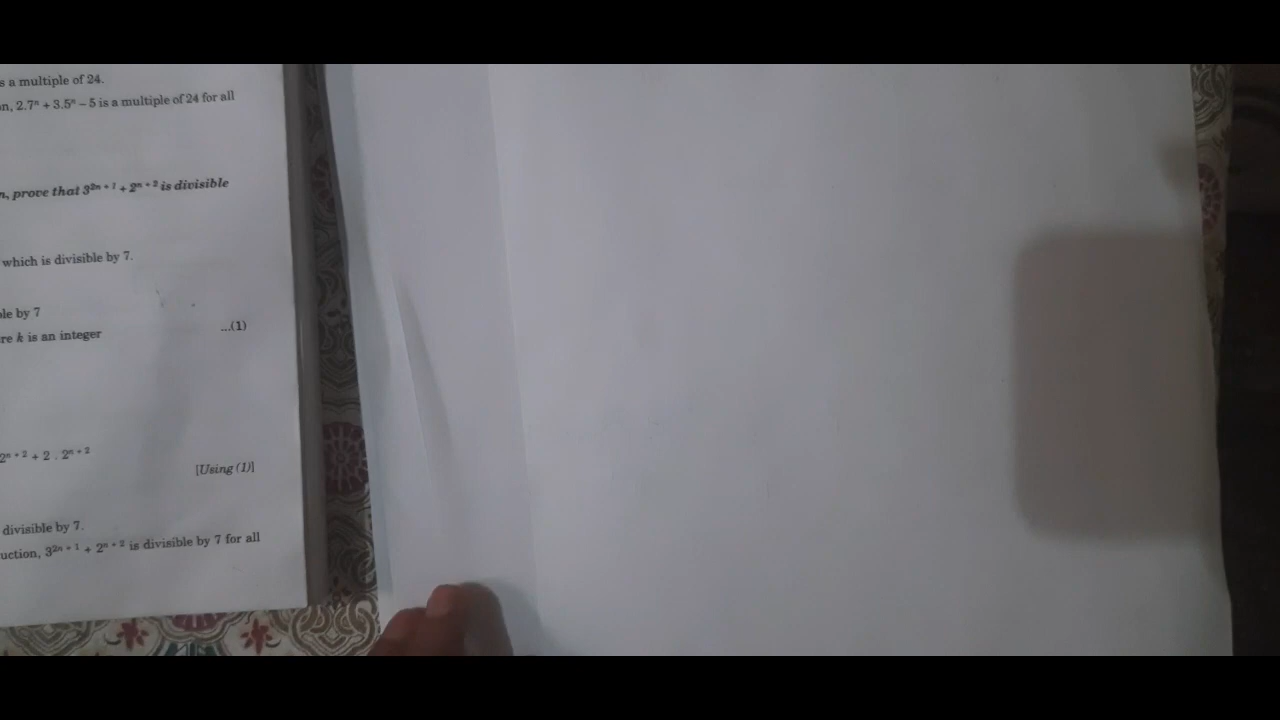 s a multiple of 24.
n, 2.7ⁿ + 3.5ⁿ – 5 is a multiple of 24 for all
n, prove that 3²ⁿ⁺¹ + 2ⁿ⁺² is divisible
which is divisible by 7.
le by 7
re k is an integer ...(1)
2ⁿ⁺² + 2 . 2ⁿ⁺²
[Using (1)]
divisible by 7.
uction, 3²ⁿ⁺¹ + 2ⁿ⁺² is divisible by 7 for all